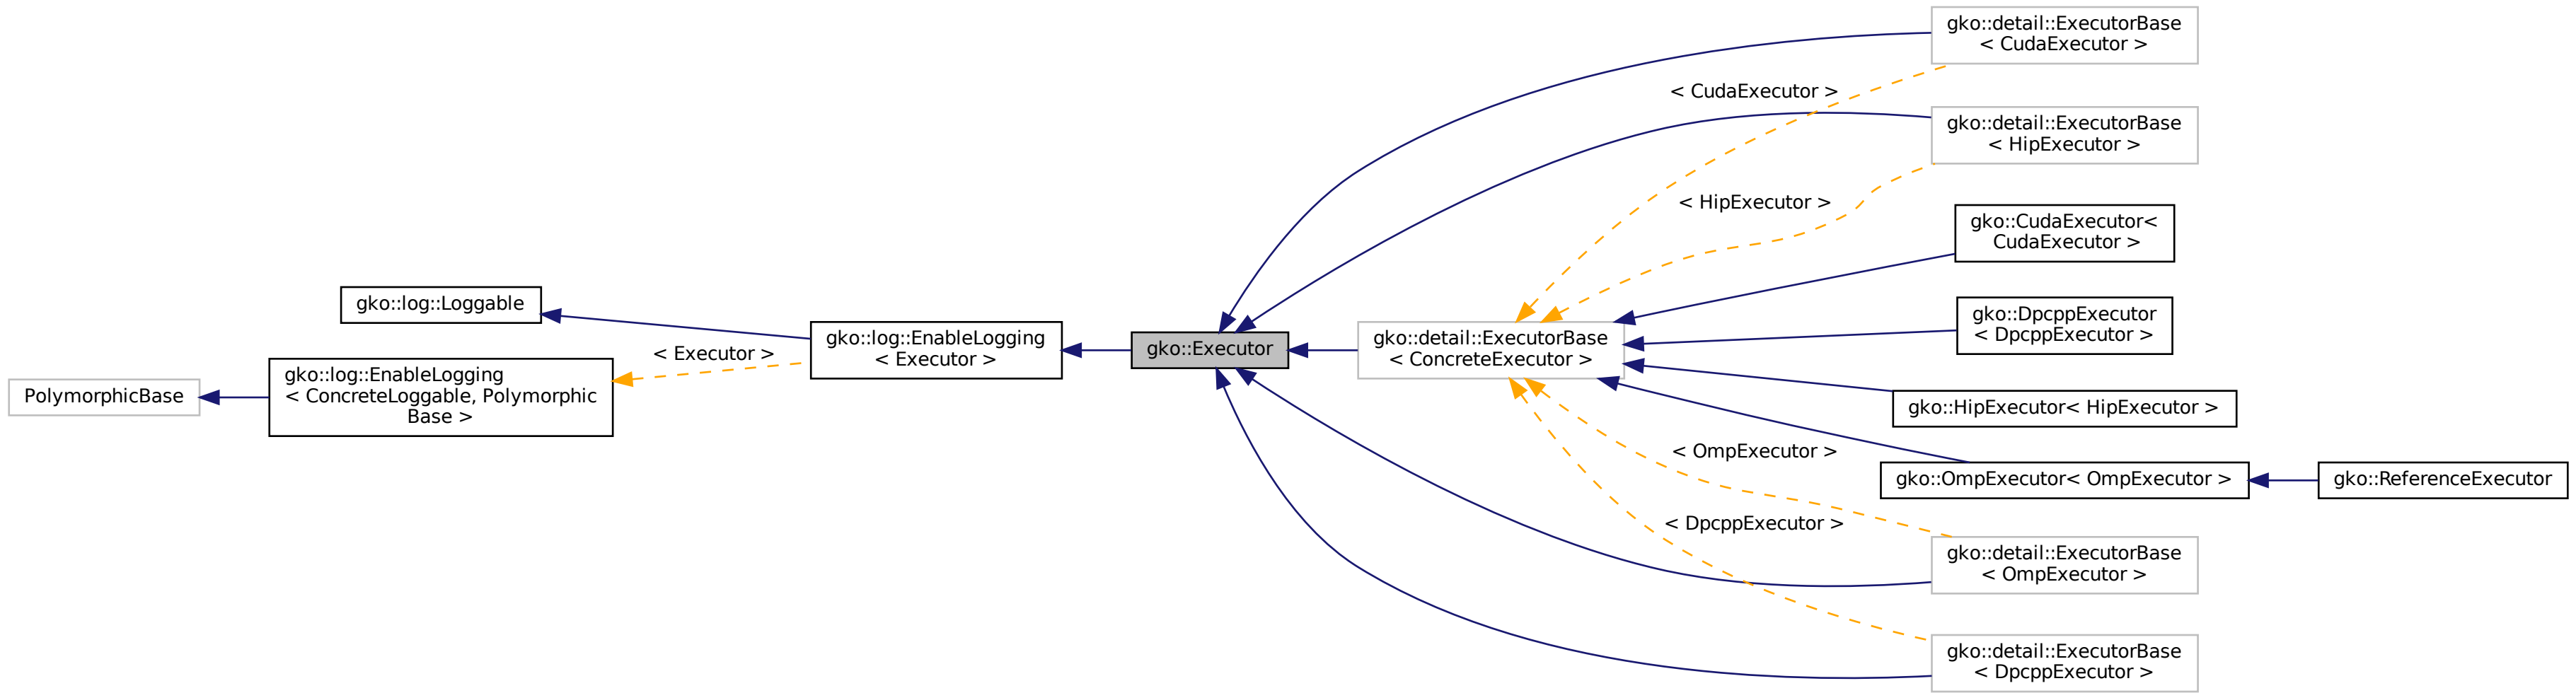 gko::detail::ExecutorBase
< CudaExecutor >
< CudaExecutor >
gko::detail::ExecutorBase
< HipExecutor >
< HipExecutor >
gko::CudaExecutor<
CudaExecutor >
gko::log::Loggable
gko::DpcppExecutor
< DpcppExecutor >
gko::log::EnableLogging
< Executor >
gko::Executor
gko::detail::ExecutorBase
< ConcreteExecutor >
< Executor >
PolymorphicBase
gko::log::EnableLogging
< ConcreteLoggable, Polymorphic
Base >
gko::HipExecutor< HipExecutor >
< OmpExecutor >
gko::OmpExecutor< OmpExecutor >
gko::ReferenceExecutor
< DpcppExecutor >
gko::detail::ExecutorBase
< OmpExecutor >
gko::detail::ExecutorBase
< DpcppExecutor >